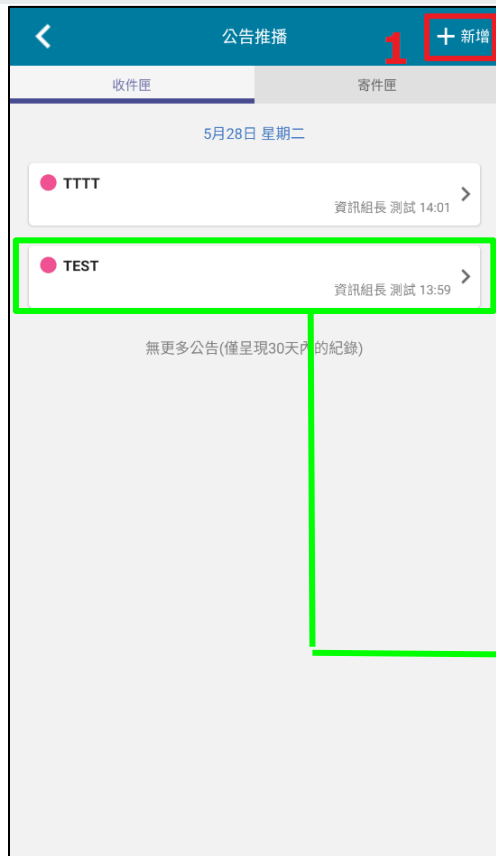 公告推播
1
新增
收件匣
寄件匣
5月28日 星期二
TTTT
資訊組長 測試 14:01
TEST
資訊組長 測試 13:59
無更多公告(僅呈現30天內的紀錄)